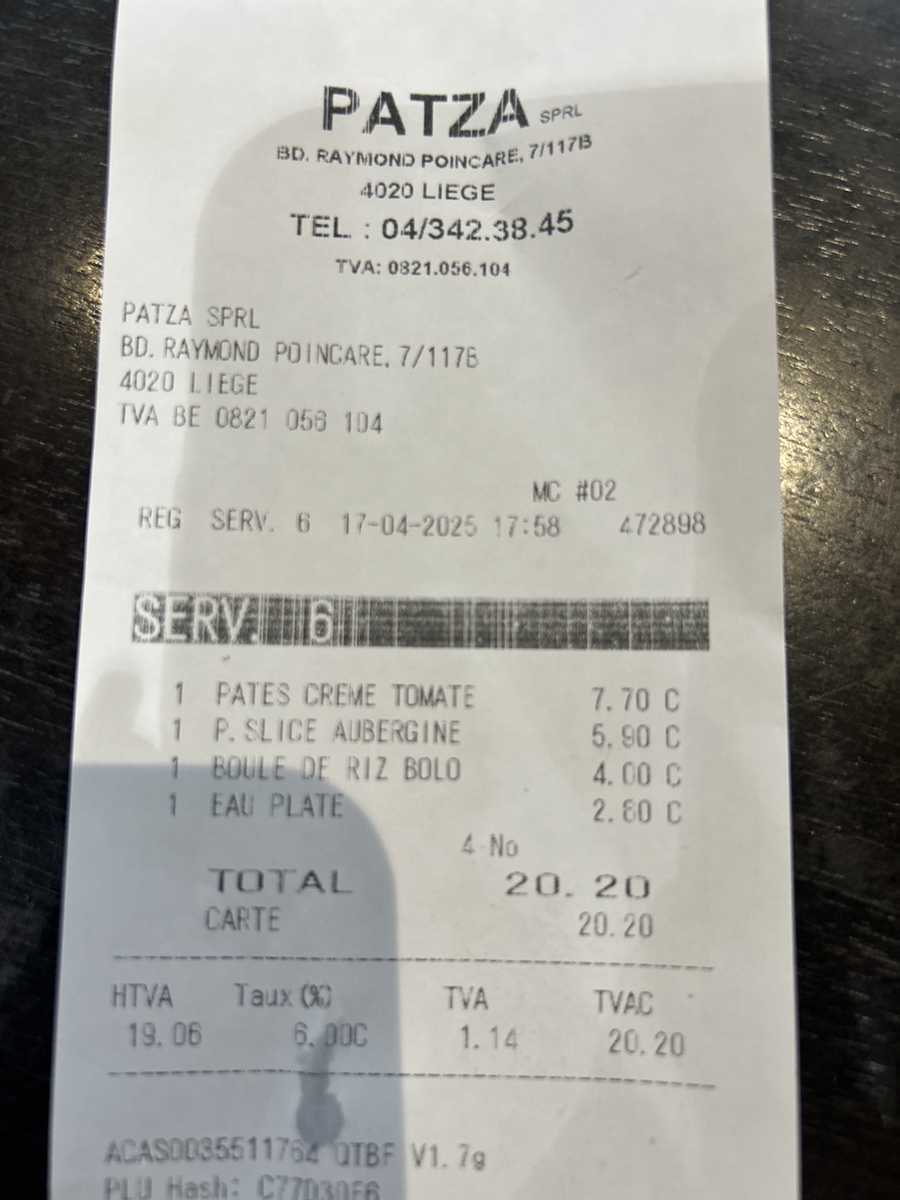 PATZA SPRL
BD. RAYMOND POINCARE, 7/117B
4020 LIEGE
TEL. : 04/342.38.45
TVA: 0821.056.104
PATZA SPRL
BD. RAYMOND POINCARE, 7/117B
4020 LIEGE
TVA BE 0821 056 104
MC #02
REG SERV. 6 17-04-2025 17:58 472898
SERV. 6
1 PATES CREME TOMATE 7.70 C
1 P.SLICE AUBERGINE 5.90 C
1 BOULE DE RIZ BOLO 4.00 C
1 EAU PLATE 2.60 C
4 No
TOTAL 20.20
CARTE 20.20
HTVA Taux (%) TVA TVAC
19.06 6.00C 1.14 20.20
ACAS0035511764 QTBF V1.7g
PLU Hash: C77D30F6